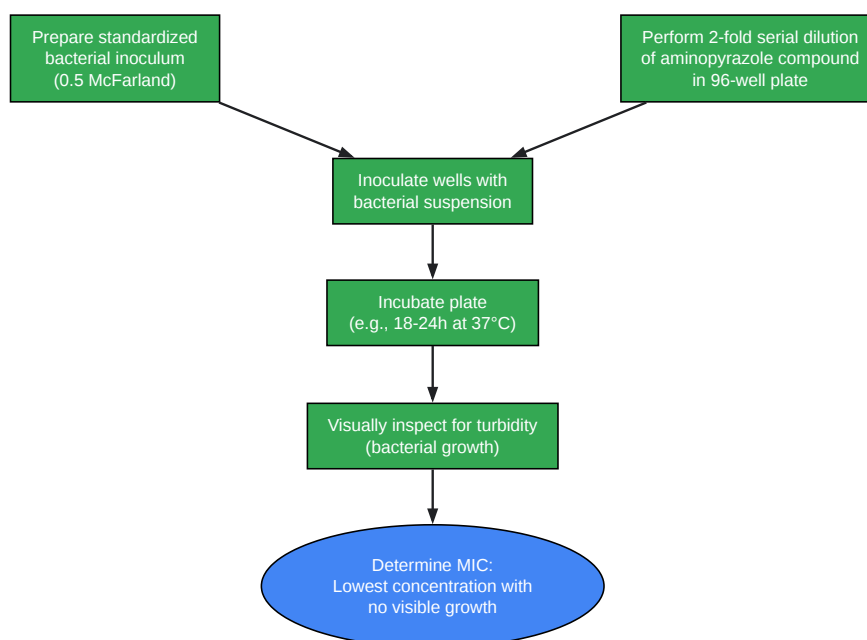 Prepare standardized
bacterial inoculum
(0.5 McFarland)
Perform 2-fold serial dilution
of aminopyrazole compound
in 96-well plate
Inoculate wells with
bacterial suspension
Incubate plate
(e.g., 18-24h at 37°C)
Visually inspect for turbidity
(bacterial growth)
Determine MIC:
Lowest concentration with
no visible growth